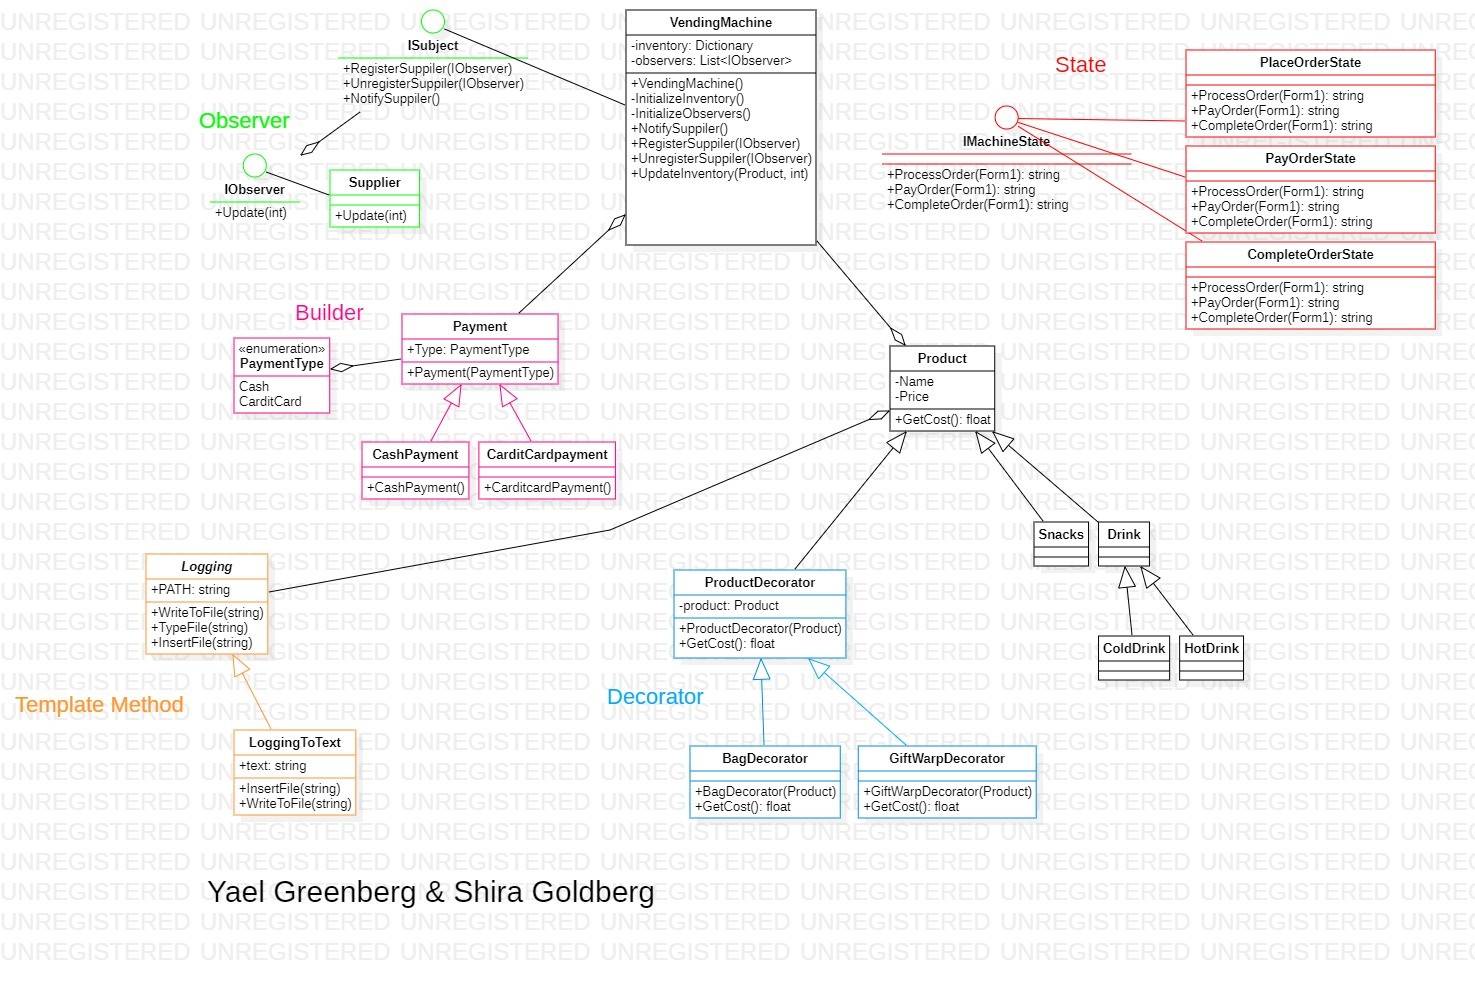 ISubject
+RegisterSuppiler(IObserver)
+UnregisterSuppiler(IObserver)
+NotifySuppiler()
Observer
IObserver
+Update(int)
Supplier
+Update(int)
VendingMachine
-inventory: Dictionary
-observers: List<IObserver>
+VendingMachine()
-InitializeInventory()
-InitializeObservers()
+NotifySuppiler()
+RegisterSuppiler(IObserver)
+UnregisterSuppiler(IObserver)
+UpdateInventory(Product, int)
State
IMachineState
+ProcessOrder(Form1): string
+PayOrder(Form1): string
+CompleteOrder(Form1): string
PlaceOrderState
+ProcessOrder(Form1): string
+PayOrder(Form1): string
+CompleteOrder(Form1): string
PayOrderState
+ProcessOrder(Form1): string
+PayOrder(Form1): string
+CompleteOrder(Form1): string
CompleteOrderState
+ProcessOrder(Form1): string
+PayOrder(Form1): string
+CompleteOrder(Form1): string
Builder
«enumeration»
PaymentType
Cash
CarditCard
Payment
+Type: PaymentType
+Payment(PaymentType)
CashPayment
+CashPayment()
CarditCardpayment
+CarditcardPayment()
Product
-Name
-Price
+GetCost(): float
Snacks
Drink
ColdDrink
HotDrink
Logging
+PATH: string
+WriteToFile(string)
+TypeFile(string)
+InsertFile(string)
Template Method
LoggingToText
+text: string
+InsertFile(string)
+WriteToFile(string)
ProductDecorator
-product: Product
+ProductDecorator(Product)
+GetCost(): float
Decorator
BagDecorator
+BagDecorator(Product)
+GetCost(): float
GiftWarpDecorator
+GiftWarpDecorator(Product)
+GetCost(): float
Yael Greenberg & Shira Goldberg
UNREGISTERED